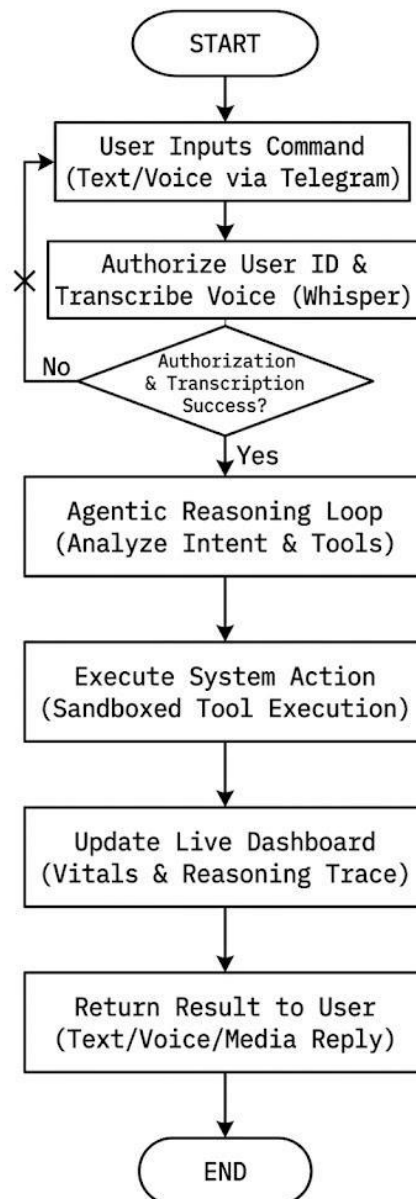 START
User Inputs Command
(Text/Voice via Telegram)
Authorize User ID &
Transcribe Voice (Whisper)
Authorization
& Transcription
Success?
No
Yes
Agentic Reasoning Loop
(Analyze Intent & Tools)
Execute System Action
(Sandboxed Tool Execution)
Update Live Dashboard
(Vitals & Reasoning Trace)
Return Result to User
(Text/Voice/Media Reply)
END